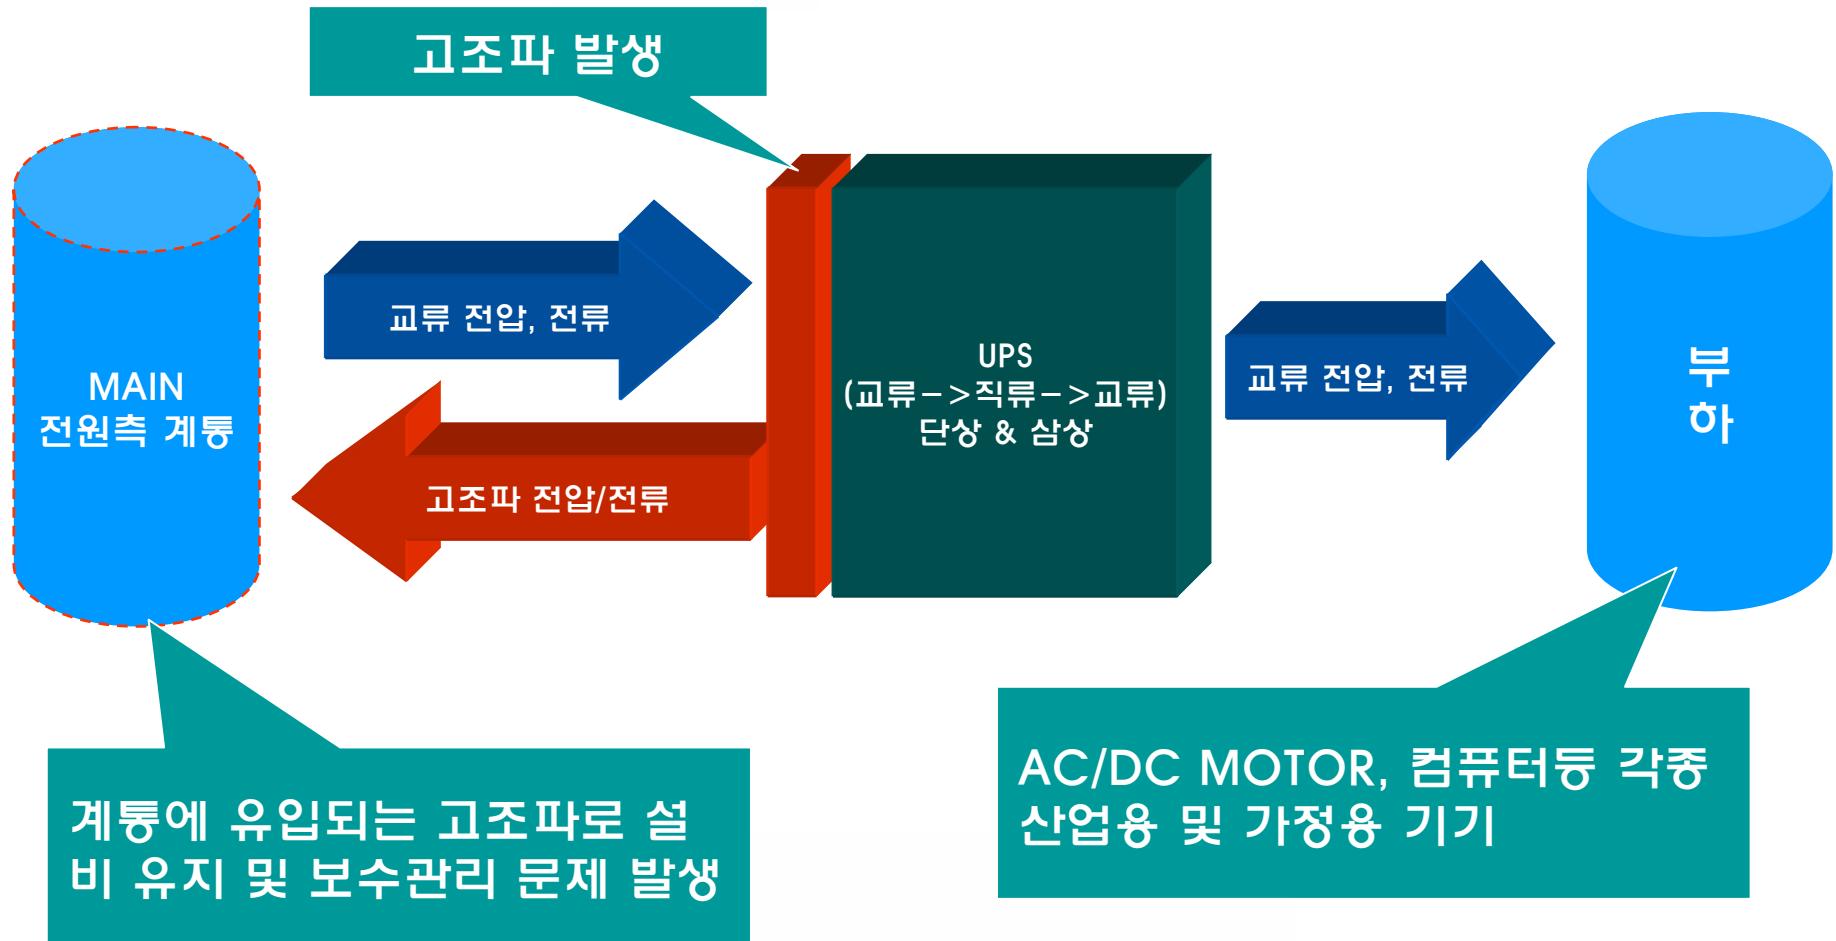 고조파 발생
MAIN
전원측 계통
교류 전압, 전류
고조파 전압/전류
UPS
(교류->직류->교류)
단상 & 삼상
교류 전압, 전류
부
하
계통에 유입되는 고조파로 설
비 유지 및 보수관리 문제 발생
AC/DC MOTOR, 컴퓨터등 각종
산업용 및 가정용 기기